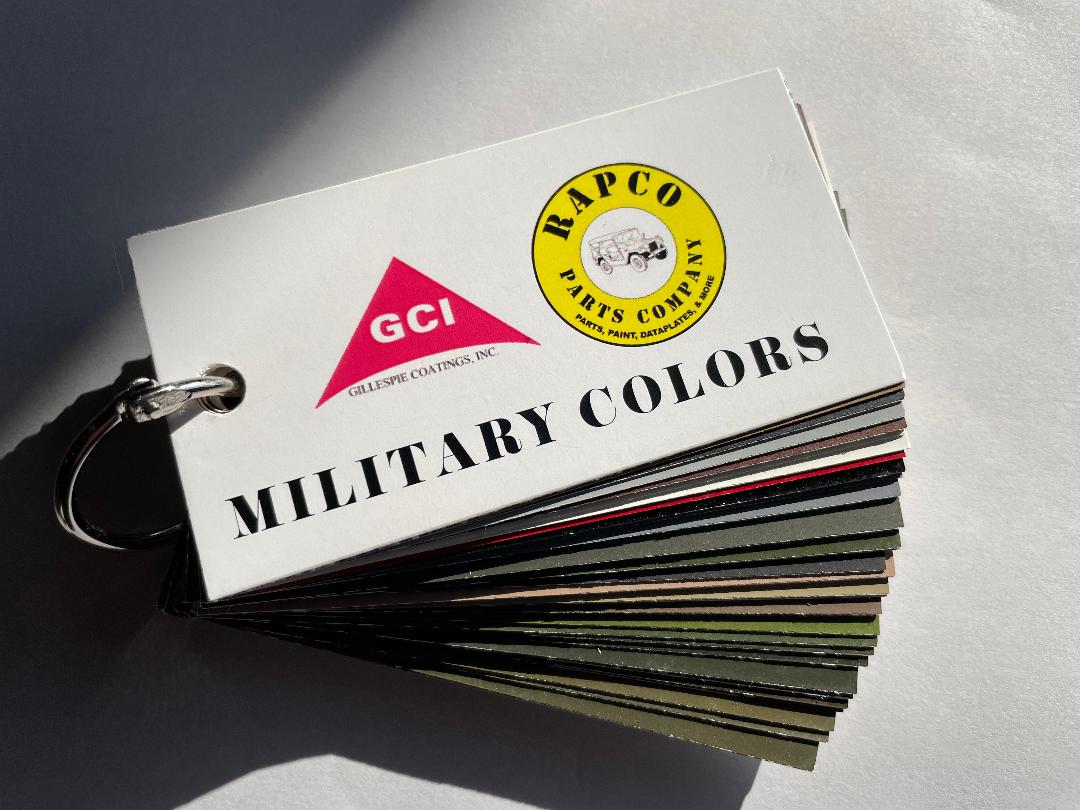 RAPCO
PARTS COMPANY
PARTS, PAINT, DATAPLATES, & MORE
GCI
GILLESPIE COATINGS, INC.
MILITARY COLORS